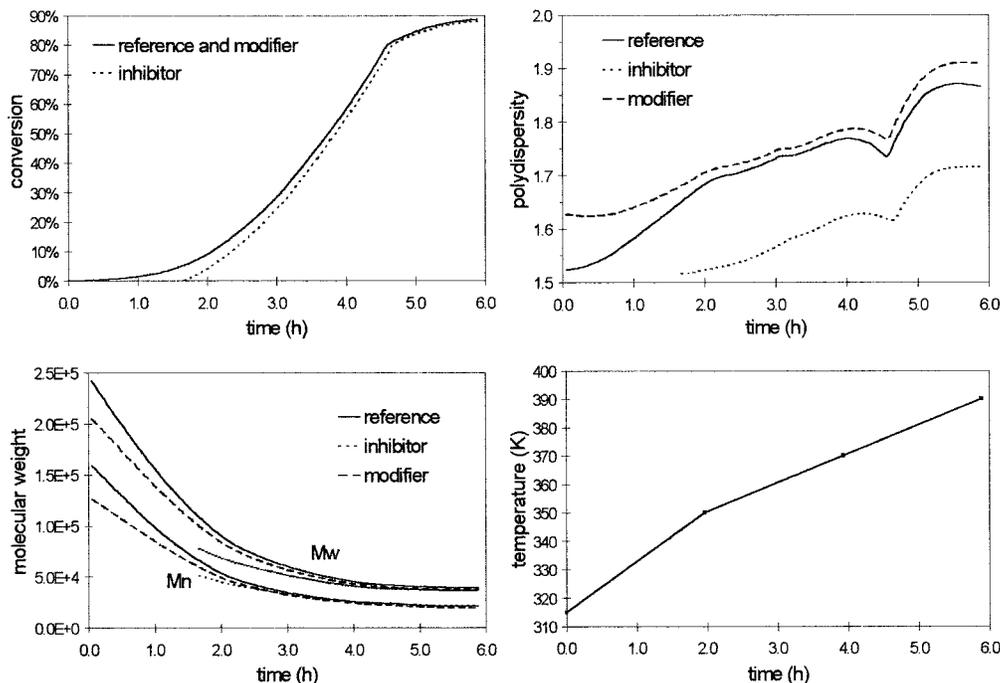 100%
90%
80%
70%
60%
50%
40%
30%
20%
10%
0%
conversion
reference and modifier
inhibitor
0.0 1.0 2.0 3.0 4.0 5.0 6.0
time (h)
2.0
1.9
1.8
1.7
1.6
1.5
polydispersity
reference
inhibitor
modifier
0.0 1.0 2.0 3.0 4.0 5.0 6.0
time (h)
2.5E+5
2.0E+5
1.5E+5
1.0E+5
5.0E+4
0.0E+0
molecular weight
reference
inhibitor
modifier
Mw
Mn
0.0 1.0 2.0 3.0 4.0 5.0 6.0
time (h)
400
390
380
370
360
350
340
330
320
310
temperature (K)
0.0 1.0 2.0 3.0 4.0 5.0 6.0
time (h)